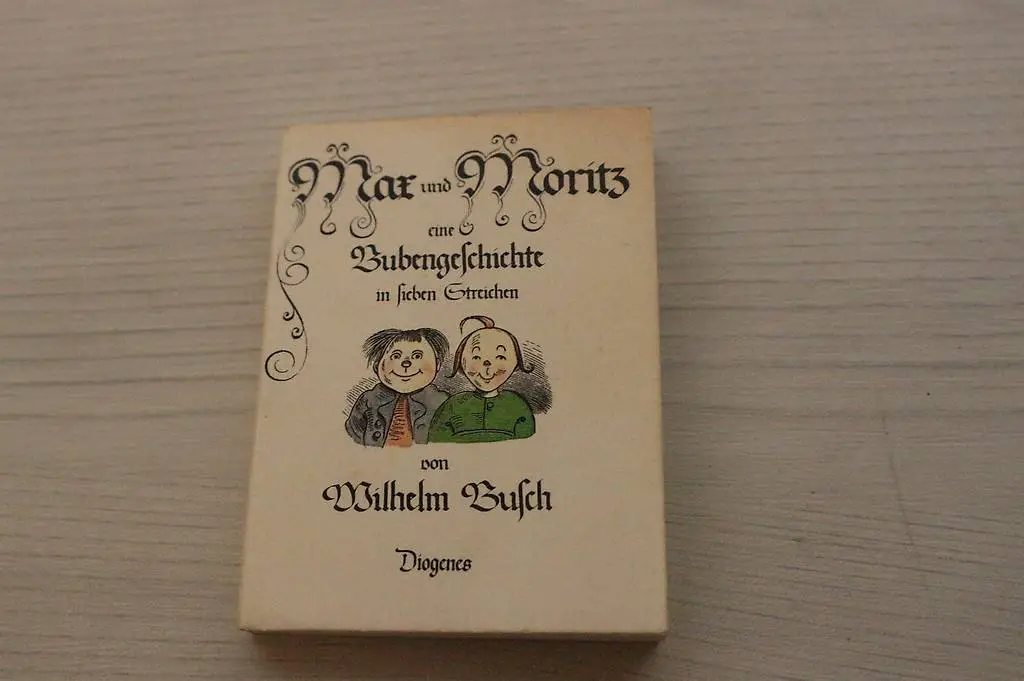 Max und Moritz
eine
Bubengeſchichte
in ſieben Streichen
von
Wilhelm Buſch
Diogenes